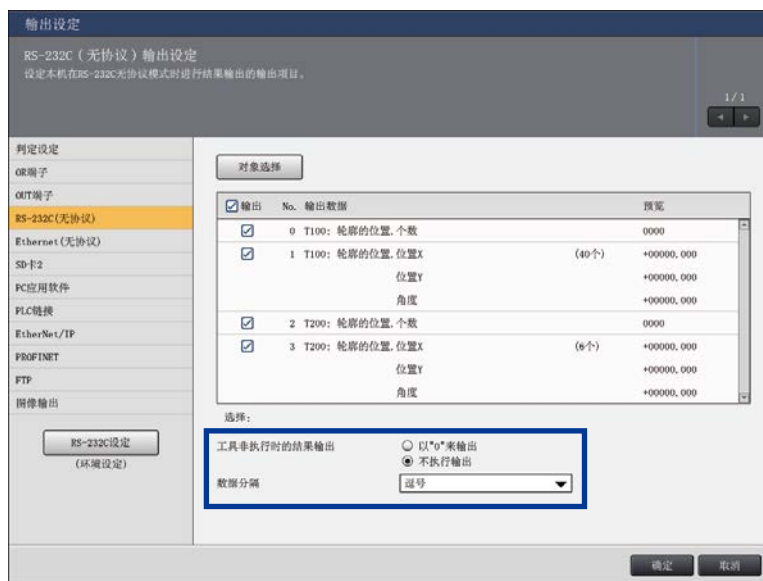 输出设定
RS-232C(无协议)输出设定
设定本机在RS-232C无协议模式时进行结果输出的输出项目。
1/1
判定设定
OR端子
OUT端子
RS-232C(无协议)
Ethernet(无协议)
SD卡2
PC应用软件
PLC链接
EtherNet/IP
PROFINET
FTP
图像输出
RS-232C设定
(环境设定)
对象选择
输出 No. 输出数据 预览
0 T100: 轮廓的位置.个数 0000
1 T100: 轮廓的位置.位置X (40个) +00000.000
位置Y +00000.000
角度 +00000.000
2 T200: 轮廓的位置.个数 0000
3 T200: 轮廓的位置.位置X (6个) +00000.000
位置Y +00000.000
角度 +00000.000
选择:
工具非执行时的结果输出 以"0"来输出
不执行输出
数据分隔 逗号
确定 取消